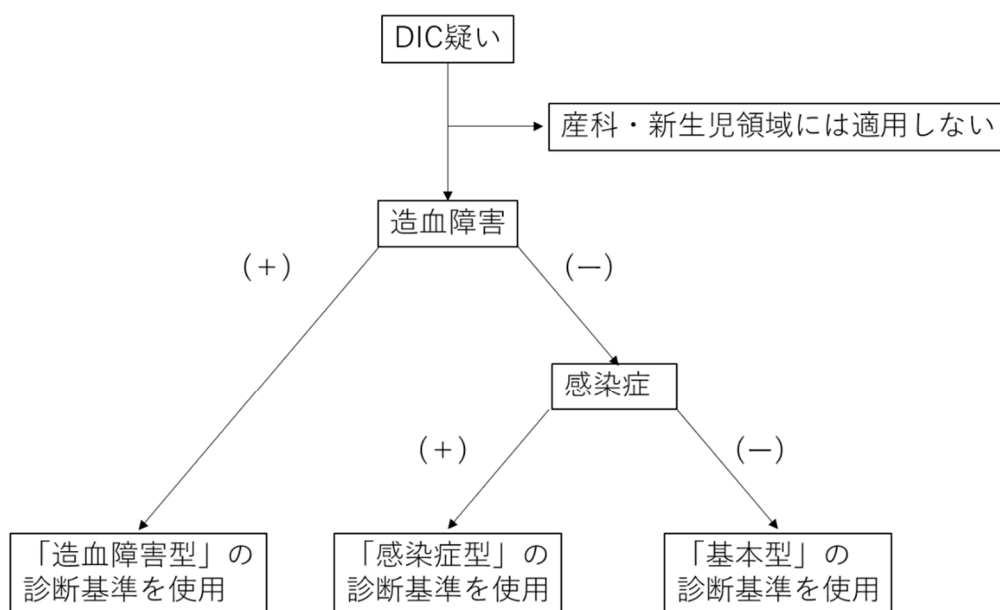 DIC疑い
産科・新生児領域には適用しない
造血障害
(+)
(ー)
感染症
(+)
(ー)
「造血障害型」の
診断基準を使用
「感染症型」の
診断基準を使用
「基本型」の
診断基準を使用